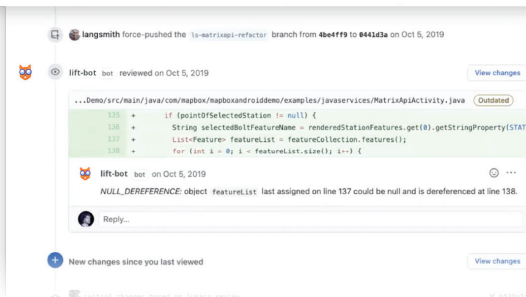 langsmith force-pushed the ls-matrixapi-refactor branch from 4be4ff9 to 0441d3a on Oct 5, 2019
lift-bot bot reviewed on Oct 5, 2019 View changes
...Demo/src/main/java/com/mapbox/mapboxandroiddemo/examples/javaservices/MatrixApiActivity.java Outdated
135 + if (pointOfSelectedStation != null) {
136 + String selectedBoltFeatureName = renderedStationFeatures.get(0).getStringProperty(STAT
137 + List<Feature> featureList = featureCollection.features();
138 + for (int i = 0; i < featureList.size(); i++) {
lift-bot bot on Oct 5, 2019
NULL_DEREFERENCE: object featureList last assigned on line 137 could be null and is dereferenced at line 138.
Reply...
New changes since you last viewed View changes